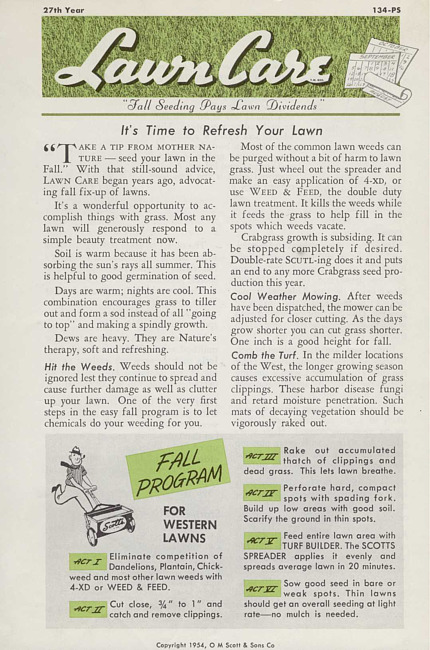 27th Year
134-PS
Lawn Care
SEPTEMBER
"Fall Seeding Pays Lawn Dividends"
It's Time to Refresh Your Lawn
"TAKE A TIP FROM MOTHER NA-
TURE — seed your lawn in the
Fall." With that still-sound advice,
LAWN CARE began years ago, advocat-
ing fall fix-up of lawns.
It's a wonderful opportunity to ac-
complish things with grass. Most any
lawn will generously respond to a
simple beauty treatment now.
Soil is warm because it has been ab-
sorbing the sun's rays all summer. This
is helpful to good germination of seed.
Days are warm; nights are cool. This
combination encourages grass to tiller
out and form a sod instead of all "going
to top" and making a spindly growth.
Dews are heavy. They are Nature's
therapy, soft and refreshing.
Hit the Weeds. Weeds should not be
ignored lest they continue to spread and
cause further damage as well as clutter
up your lawn. One of the very first
steps in the easy fall program is to let
chemicals do your weeding for you.
Most of the common lawn weeds can
be purged without a bit of harm to lawn
grass. Just wheel out the spreader and
make an easy application of 4-XD, or
use WEED & FEED, the double duty
lawn treatment. It kills the weeds while
it feeds the grass to help fill in the
spots which weeds vacate.
Crabgrass growth is subsiding. It can
be stopped completely if desired.
Double-rate SCUTL-ing does it and puts
an end to any more Crabgrass seed pro-
duction this year.
Cool Weather Mowing. After weeds
have been dispatched, the mower can be
adjusted for closer cutting. As the days
grow shorter you can cut grass shorter.
One inch is a good height for fall.
Comb the Turf. In the milder locations
of the West, the longer growing season
causes excessive accumulation of grass
clippings. These harbor disease fungi
and retard moisture penetration. Such
mats of decaying vegetation should be
vigorously raked out.
FALL
PROGRAM
FOR
WESTERN
LAWNS
Scotts
ACT I Eliminate competition of
Dandelions, Plantain, Chick-
weed and most other lawn weeds with
4-XD or WEED & FEED.
ACT II Cut close, ¾" to 1" and
catch and remove clippings.
ACT III Rake out accumulated
thatch of clippings and
dead grass. This lets lawn breathe.
ACT IV Perforate hard, compact
spots with spading fork.
Build up low areas with good soil.
Scarify the ground in thin spots.
ACT V Feed entire lawn area with
TURF BUILDER. The SCOTTS
SPREADER applies it evenly and
spreads average lawn in 20 minutes.
ACT VI Sow good seed in bare or
weak spots. Thin lawns
should get an overall seeding at light
rate—no mulch is needed.
Copyright 1954, O M Scott & Sons Co